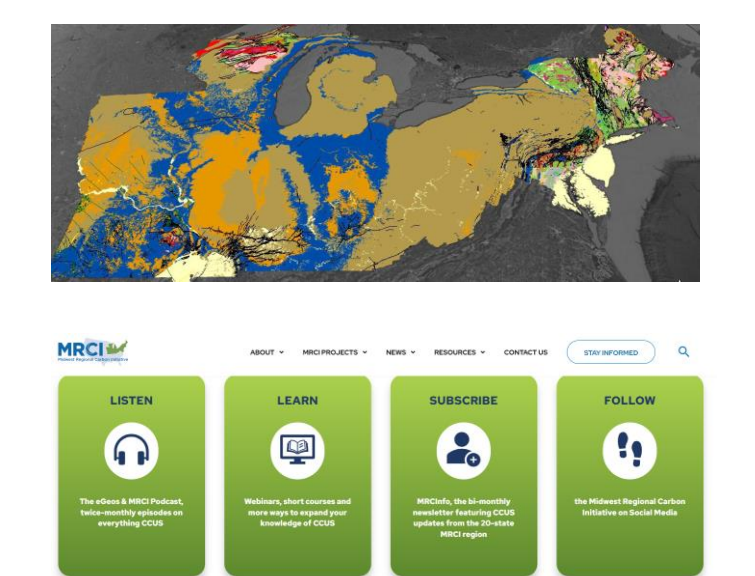 MRCI
Midwest Regional Carbon Initiative
ABOUT
MRCI PROJECTS
NEWS
RESOURCES
CONTACT US
STAY INFORMED
LISTEN
The eGeos & MRCI Podcast,
twice-monthly episodes on
everything CCUS
LEARN
Webinars, short courses and
more ways to expand your
knowledge of CCUS
SUBSCRIBE
MRCInfo, the bi-monthly
newsletter featuring CCUS
updates from the 20-state
MRCI region
FOLLOW
the Midwest Regional Carbon
Initiative on Social Media